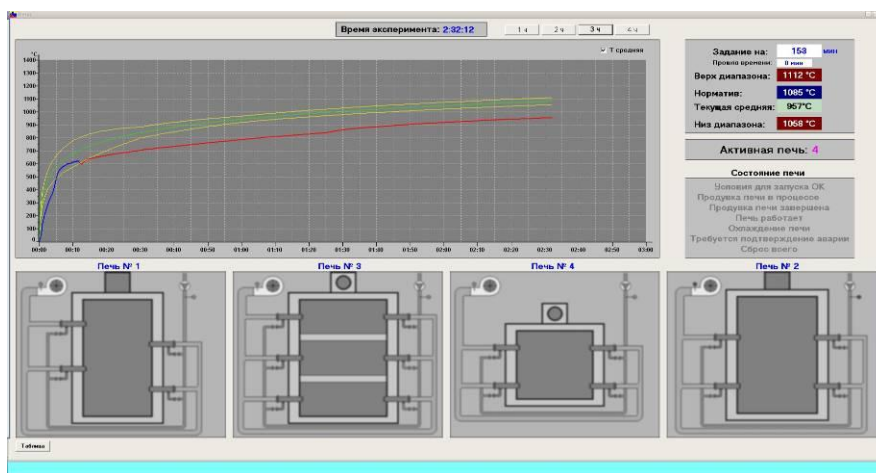 Время эксперимента: 2:32:12
1 ч
2 ч
3 ч
4 ч
Т средняя
°C
1400
1300
1200
1100
1000
900
800
700
600
500
400
300
200
100
0
00:00 00:10 00:20 00:30 00:40 00:50 01:00 01:10 01:20 01:30 01:40 01:50 02:00 02:10 02:20 02:30 02:40 02:50 03:00
Задание на: 153 мин
Провал времени: 0 мин
Верх диапазона: 1112 °C
Норматив: 1085 °C
Текущая средняя: 957°C
Низ диапазона: 1058 °C
Активная печь: 4
Состояние печи
Условия для запуска ОК
Продувка печи в процессе
Продувка печи завершена
Печь работает
Охлаждение печи
Требуется подтверждение аварии
Сброс всего
Печь № 1
Печь № 3
Печь № 4
Печь № 2
Таблица